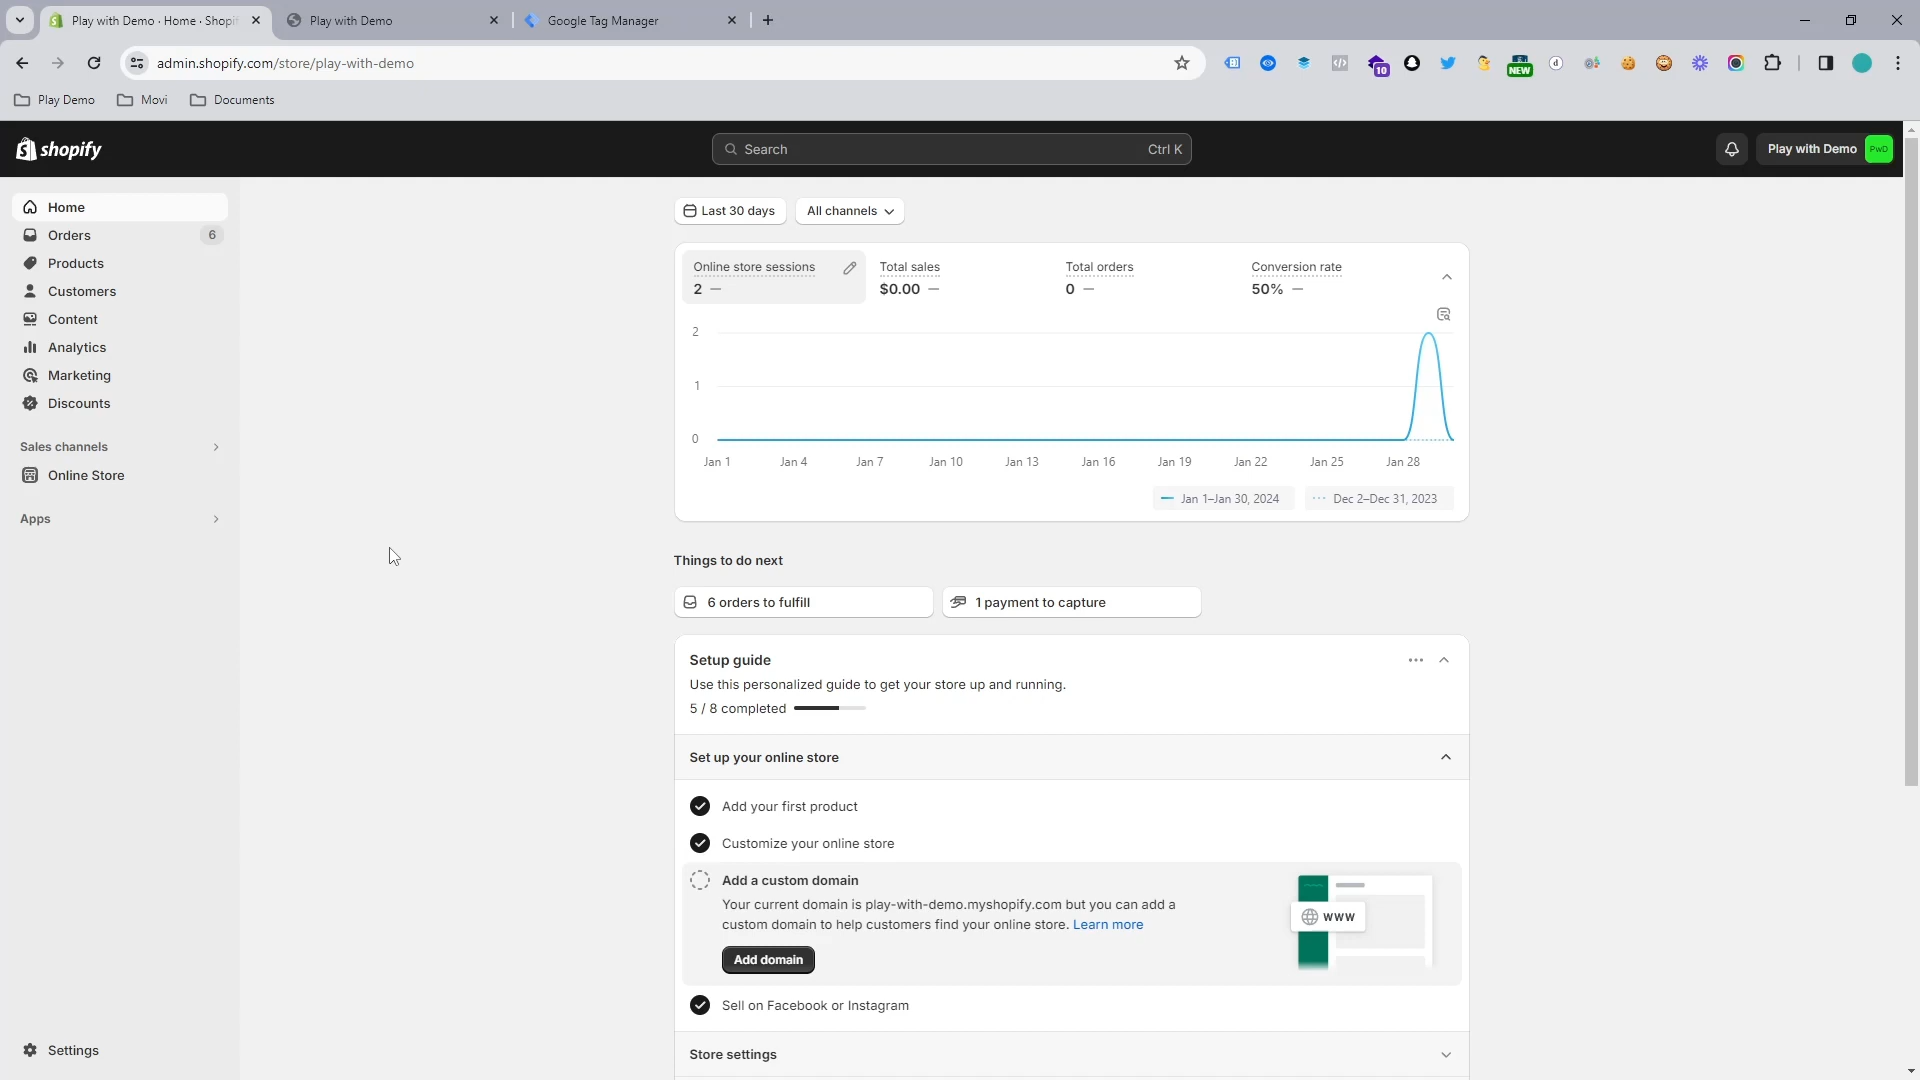 Play with Demo · Home · Shopif
Play with Demo
Google Tag Manager
admin.shopify.com/store/play-with-demo
10
NEW
d
Play Demo
Movi
Documents
shopify
Search
Ctrl K
Play with Demo
PwD
Home
Orders
6
Products
Customers
Content
Analytics
Marketing
Discounts
Sales channels
Online Store
Apps
Settings
Last 30 days
All channels
Online store sessions
2 —
Total sales
$0.00 —
Total orders
0 —
Conversion rate
50% —
2
1
0
Jan 1
Jan 4
Jan 7
Jan 10
Jan 13
Jan 16
Jan 19
Jan 22
Jan 25
Jan 28
Jan 1–Jan 30, 2024
Dec 2–Dec 31, 2023
Things to do next
6 orders to fulfill
1 payment to capture
Setup guide
Use this personalized guide to get your store up and running.
5 / 8 completed
Set up your online store
Add your first product
Customize your online store
Add a custom domain
Your current domain is play-with-demo.myshopify.com but you can add a
custom domain to help customers find your online store. Learn more
Add domain
www
Sell on Facebook or Instagram
Store settings